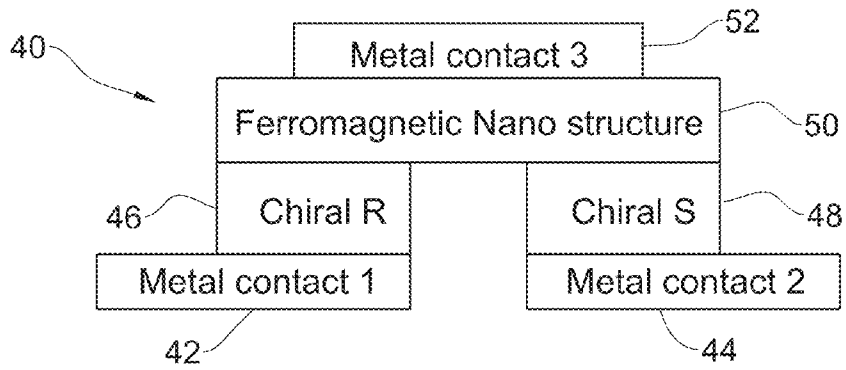 52
40
Metal contact 3
Ferromagnetic Nano structure
50
46
Chiral R
Chiral S
48
Metal contact 1
Metal contact 2
42
44